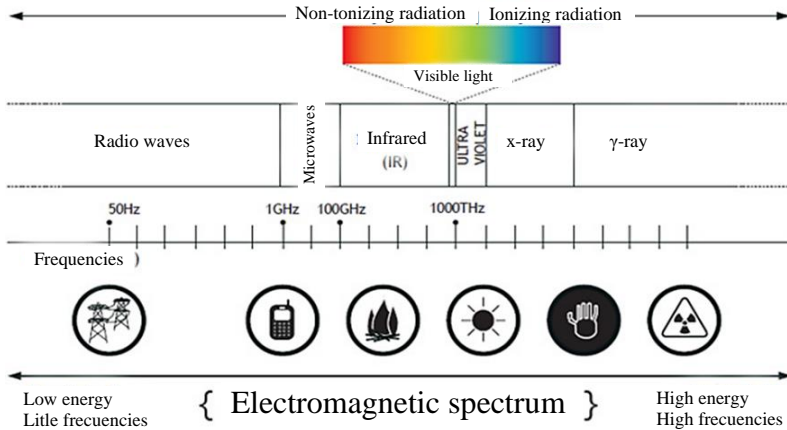 Non-tonizing radiation
Ionizing radiation
Visible light
Radio waves
Microwaves
Infrared
(IR)
ULTRA
VIOLET
x-ray
γ-ray
50Hz
1GHz
100GHz
1000THz
Frequencies )
Low energy
Litle frecuencies
{ Electromagnetic spectrum }
High energy
High frecuencies